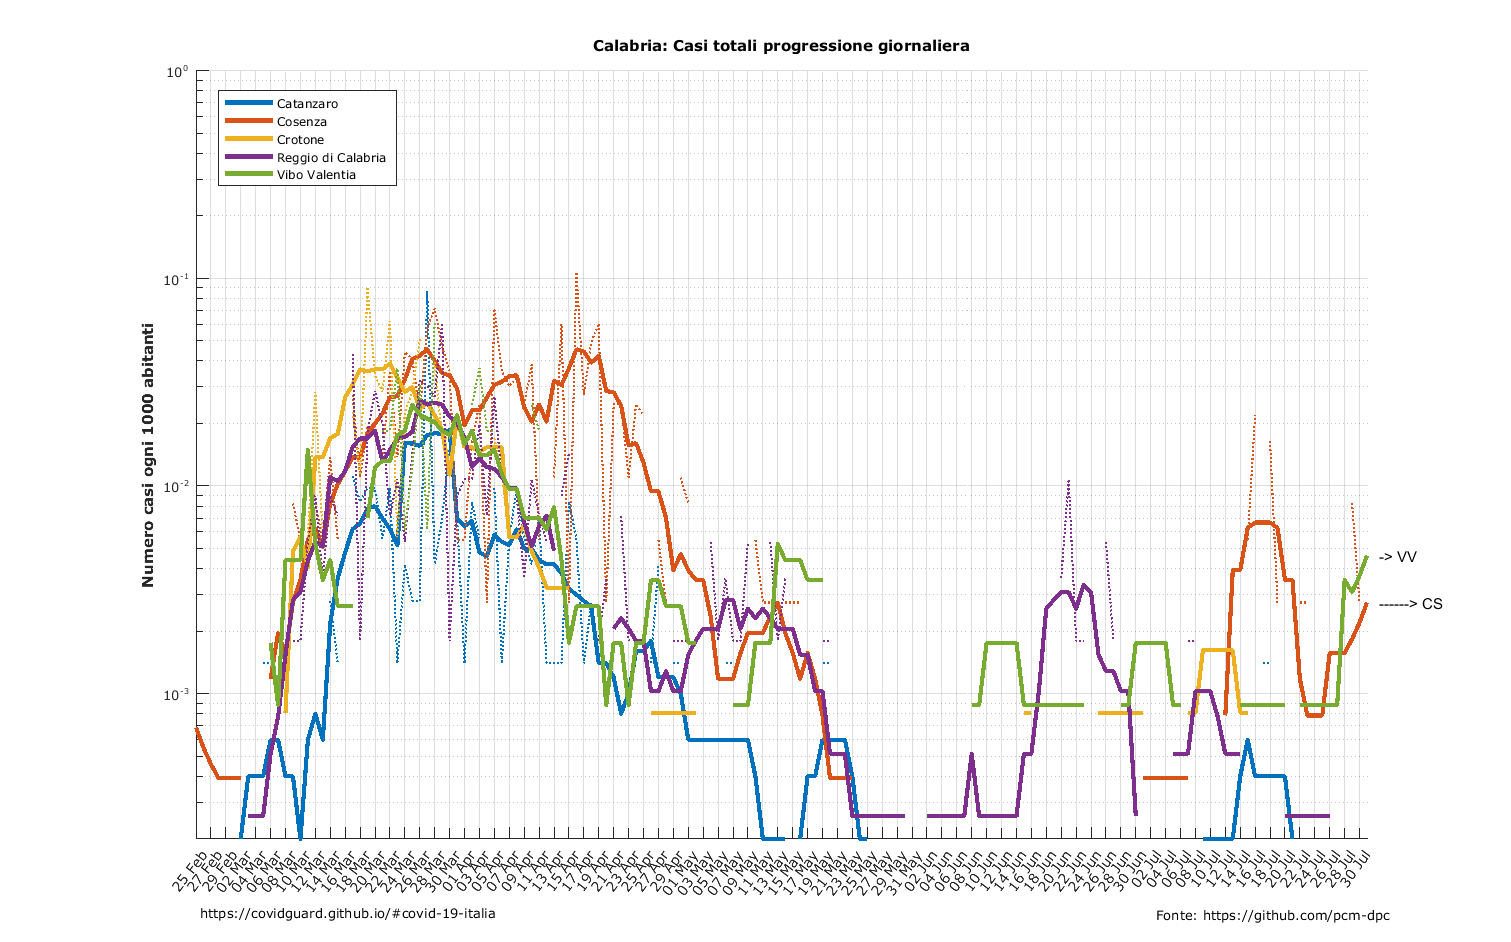 Calabria: Casi totali progressione giornaliera
10⁰
Catanzaro
Cosenza
Crotone
Reggio di Calabria
Vibo Valentia
10⁻¹
10⁻²
10⁻³
Numero casi ogni 1000 abitanti
-> VV
------> CS
25 Feb
27 Feb
29 Feb
02 Mar
04 Mar
06 Mar
08 Mar
10 Mar
12 Mar
14 Mar
16 Mar
18 Mar
20 Mar
22 Mar
24 Mar
26 Mar
28 Mar
30 Mar
01 Apr
03 Apr
05 Apr
07 Apr
09 Apr
11 Apr
13 Apr
15 Apr
17 Apr
19 Apr
21 Apr
23 Apr
25 Apr
27 Apr
29 Apr
01 May
03 May
05 May
07 May
09 May
11 May
13 May
15 May
17 May
19 May
21 May
23 May
25 May
27 May
29 May
31 May
02 Jun
04 Jun
06 Jun
08 Jun
10 Jun
12 Jun
14 Jun
16 Jun
18 Jun
20 Jun
22 Jun
24 Jun
26 Jun
28 Jun
30 Jun
02 Jul
04 Jul
06 Jul
08 Jul
10 Jul
12 Jul
14 Jul
16 Jul
18 Jul
20 Jul
22 Jul
24 Jul
26 Jul
28 Jul
30 Jul
https://covidguard.github.io/#covid-19-italia
Fonte: https://github.com/pcm-dpc